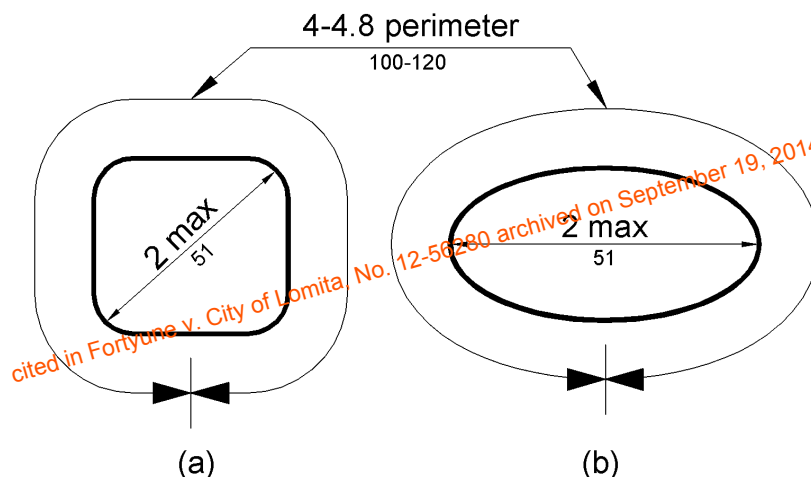 4-4.8 perimeter
100-120
2 max
51
2 max
51
cited in Fortyune v. City of Lomita, No. 12-56280 archived on September 19, 2014
(a)
(b)